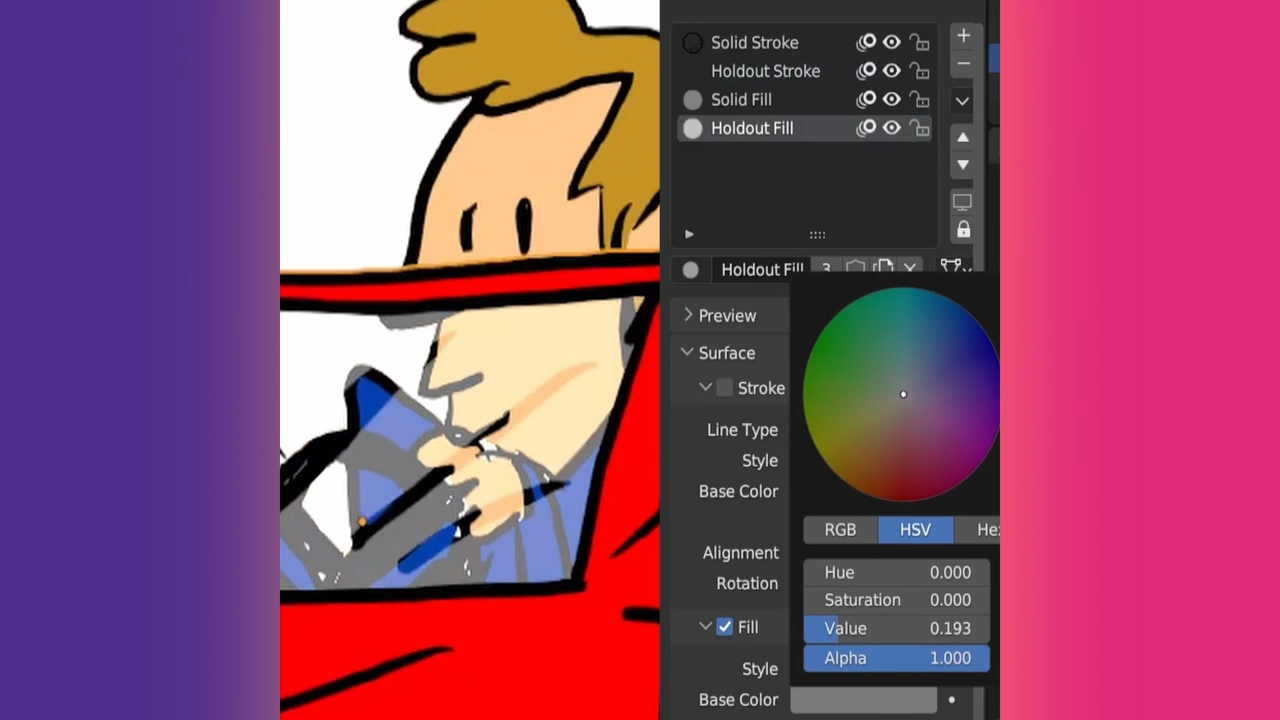 Solid Stroke
Holdout Stroke
Solid Fill
Holdout Fill
Holdout Fill 3
Preview
Surface
Stroke
Line Type
Style
Base Color
Alignment
Rotation
RGB HSV He
Hue 0.000
Saturation 0.000
Value 0.193
Alpha 1.000
Fill
Style
Base Color